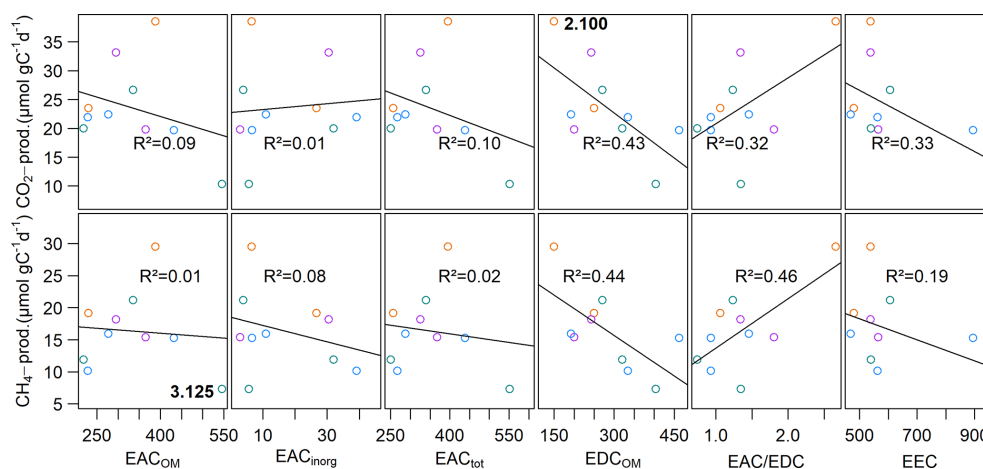 CO₂−prod.(µmol gC⁻¹d⁻¹)
35
30
25
20
15
10
R²=0.09
R²=0.01
R²=0.10
2.100
R²=0.43
R²=0.32
R²=0.33
CH₄−prod.(µmol gC⁻¹d⁻¹)
30
25
20
15
10
5
R²=0.01
3.125
R²=0.08
R²=0.02
R²=0.44
R²=0.46
R²=0.19
250 400 550
10 30
250 400 550
150 300 450
1.0 2.0
500 700 900
EAC_OM
EAC_inorg
EAC_tot
EDC_OM
EAC/EDC
EEC